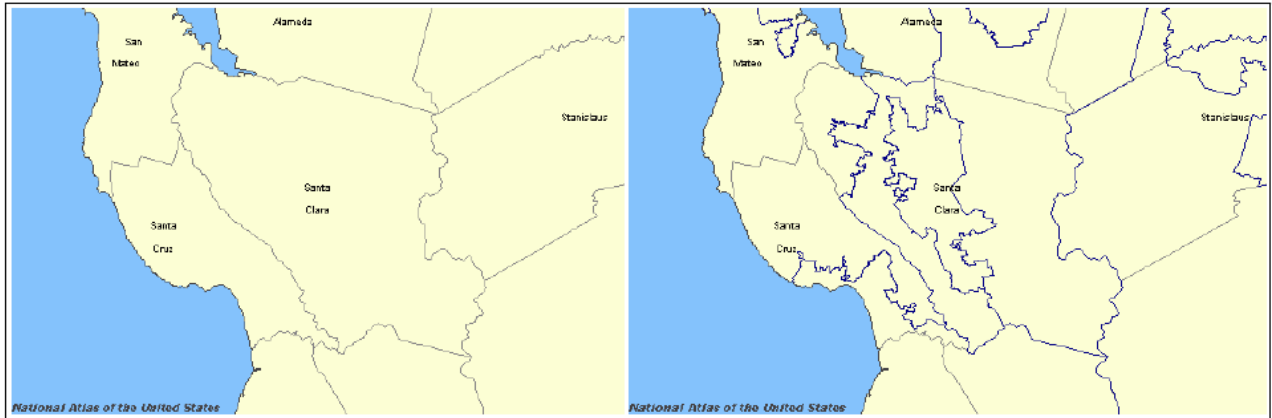 Alameda
San
Mateo
Stanislaus
Santa
Clara
Santa
Cruz
National Atlas of the United States
Alameda
San
Mateo
Stanislaus
Santa
Clara
Santa
Cruz
National Atlas of the United States